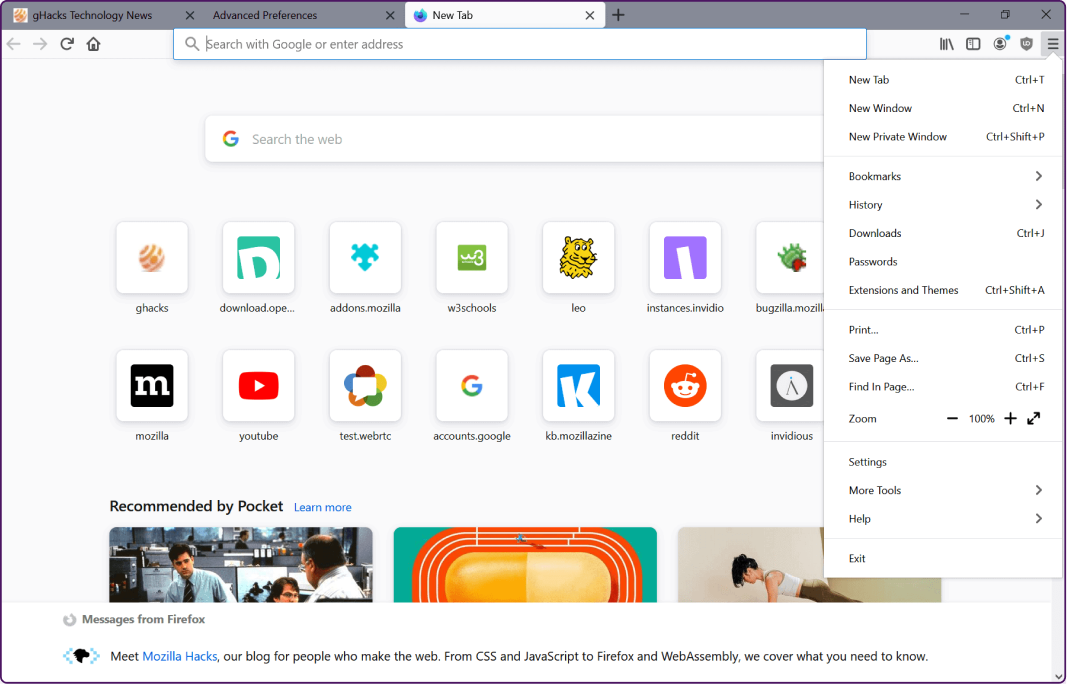 gHacks Technology News
Advanced Preferences
New Tab
Search with Google or enter address
New Tab Ctrl+T
New Window Ctrl+N
New Private Window Ctrl+Shift+P
Bookmarks
History
Downloads Ctrl+J
Passwords
Extensions and Themes Ctrl+Shift+A
Print... Ctrl+P
Save Page As... Ctrl+S
Find In Page... Ctrl+F
Zoom 100%
Settings
More Tools
Help
Exit
Search the web
ghacks
download.ope...
addons.mozilla
w3
w3schools
leo
instances.invidio
bugzilla.mozill
m
mozilla
youtube
test.webrtc
accounts.google
kb.mozillazine
reddit
invidious
Recommended by Pocket Learn more
Messages from Firefox
Meet Mozilla Hacks, our blog for people who make the web. From CSS and JavaScript to Firefox and WebAssembly, we cover what you need to know.